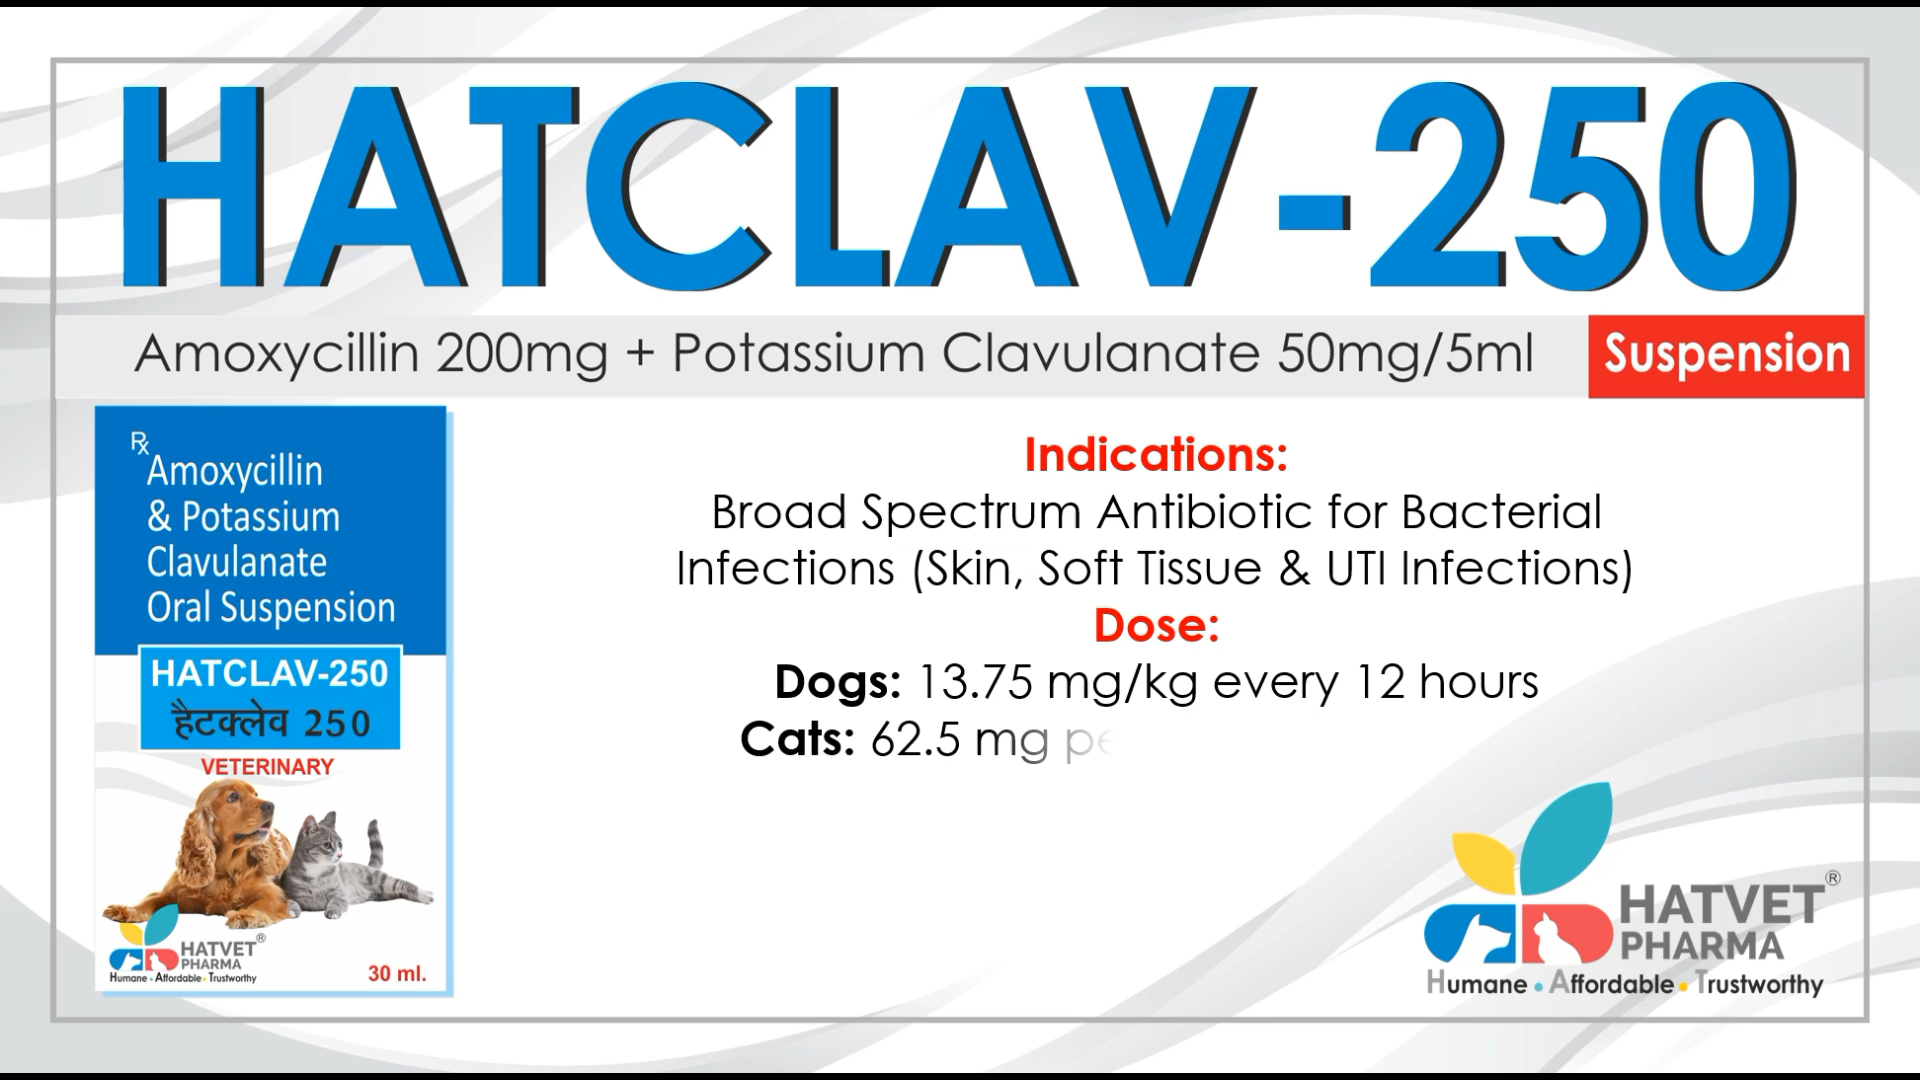 HATCLAV-250
Amoxycillin 200mg + Potassium Clavulanate 50mg/5ml
Suspension
Rx
Amoxycillin
& Potassium
Clavulanate
Oral Suspension
HATCLAV-250
हैटक्लेव 250
VETERINARY
HATVET®
PHARMA
Humane • Affordable • Trustworthy
30 ml.
Indications:
Broad Spectrum Antibiotic for Bacterial
Infections (Skin, Soft Tissue & UTI Infections)
Dose:
Dogs: 13.75 mg/kg every 12 hours
Cats: 62.5 mg
HATVET®
PHARMA
Humane • Affordable • Trustworthy